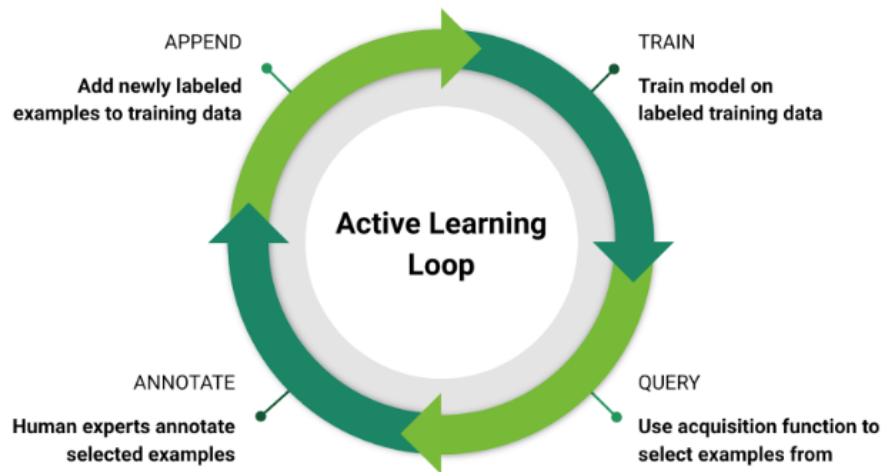 APPEND
Add newly labeled
examples to training data
TRAIN
Train model on
labeled training data
Active Learning
Loop
ANNOTATE
Human experts annotate
selected examples
QUERY
Use acquisition function to
select examples from